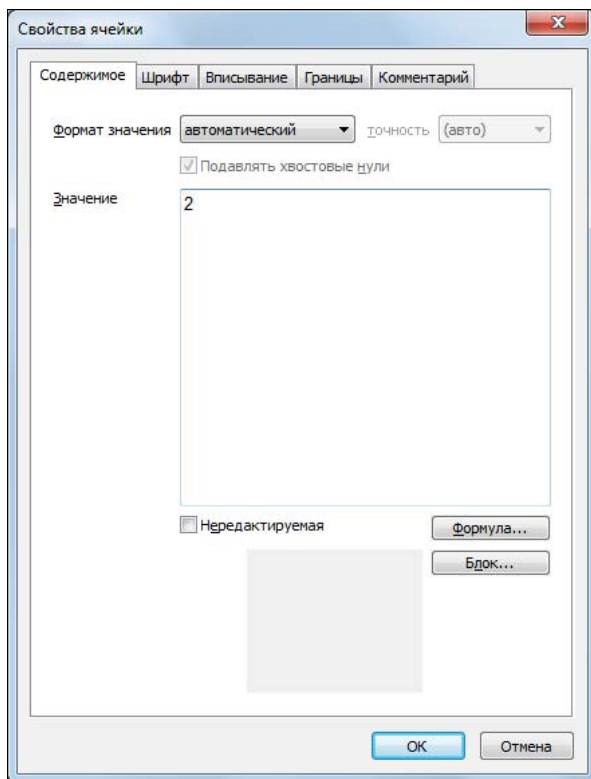 Свойства ячейки
Содержимое Шрифт Вписывание Границы Комментарий
Формат значения автоматический точность (авто)
Подавлять хвостовые нули
Значение 2
Нередактируемая Формула...
Блок...
ОК Отмена